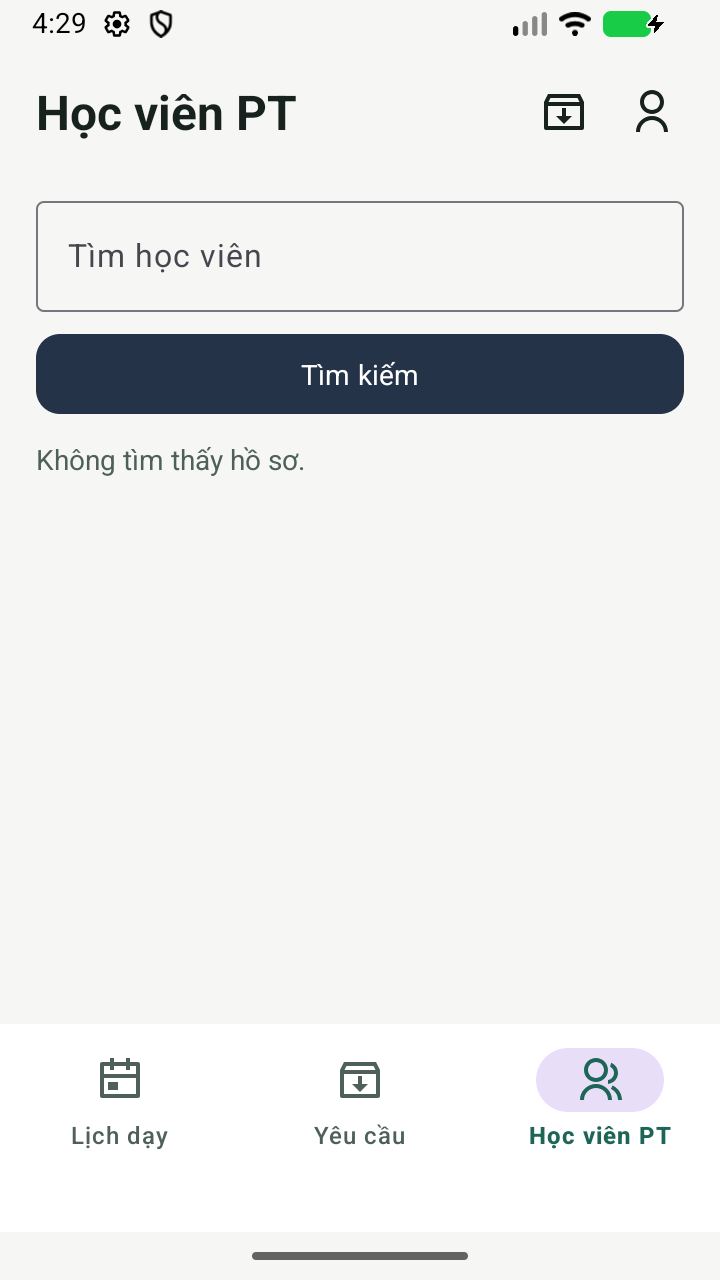 4:29
Học viên PT
Tìm học viên
Tìm kiếm
Không tìm thấy hồ sơ.
Lịch dạy
Yêu cầu
Học viên PT